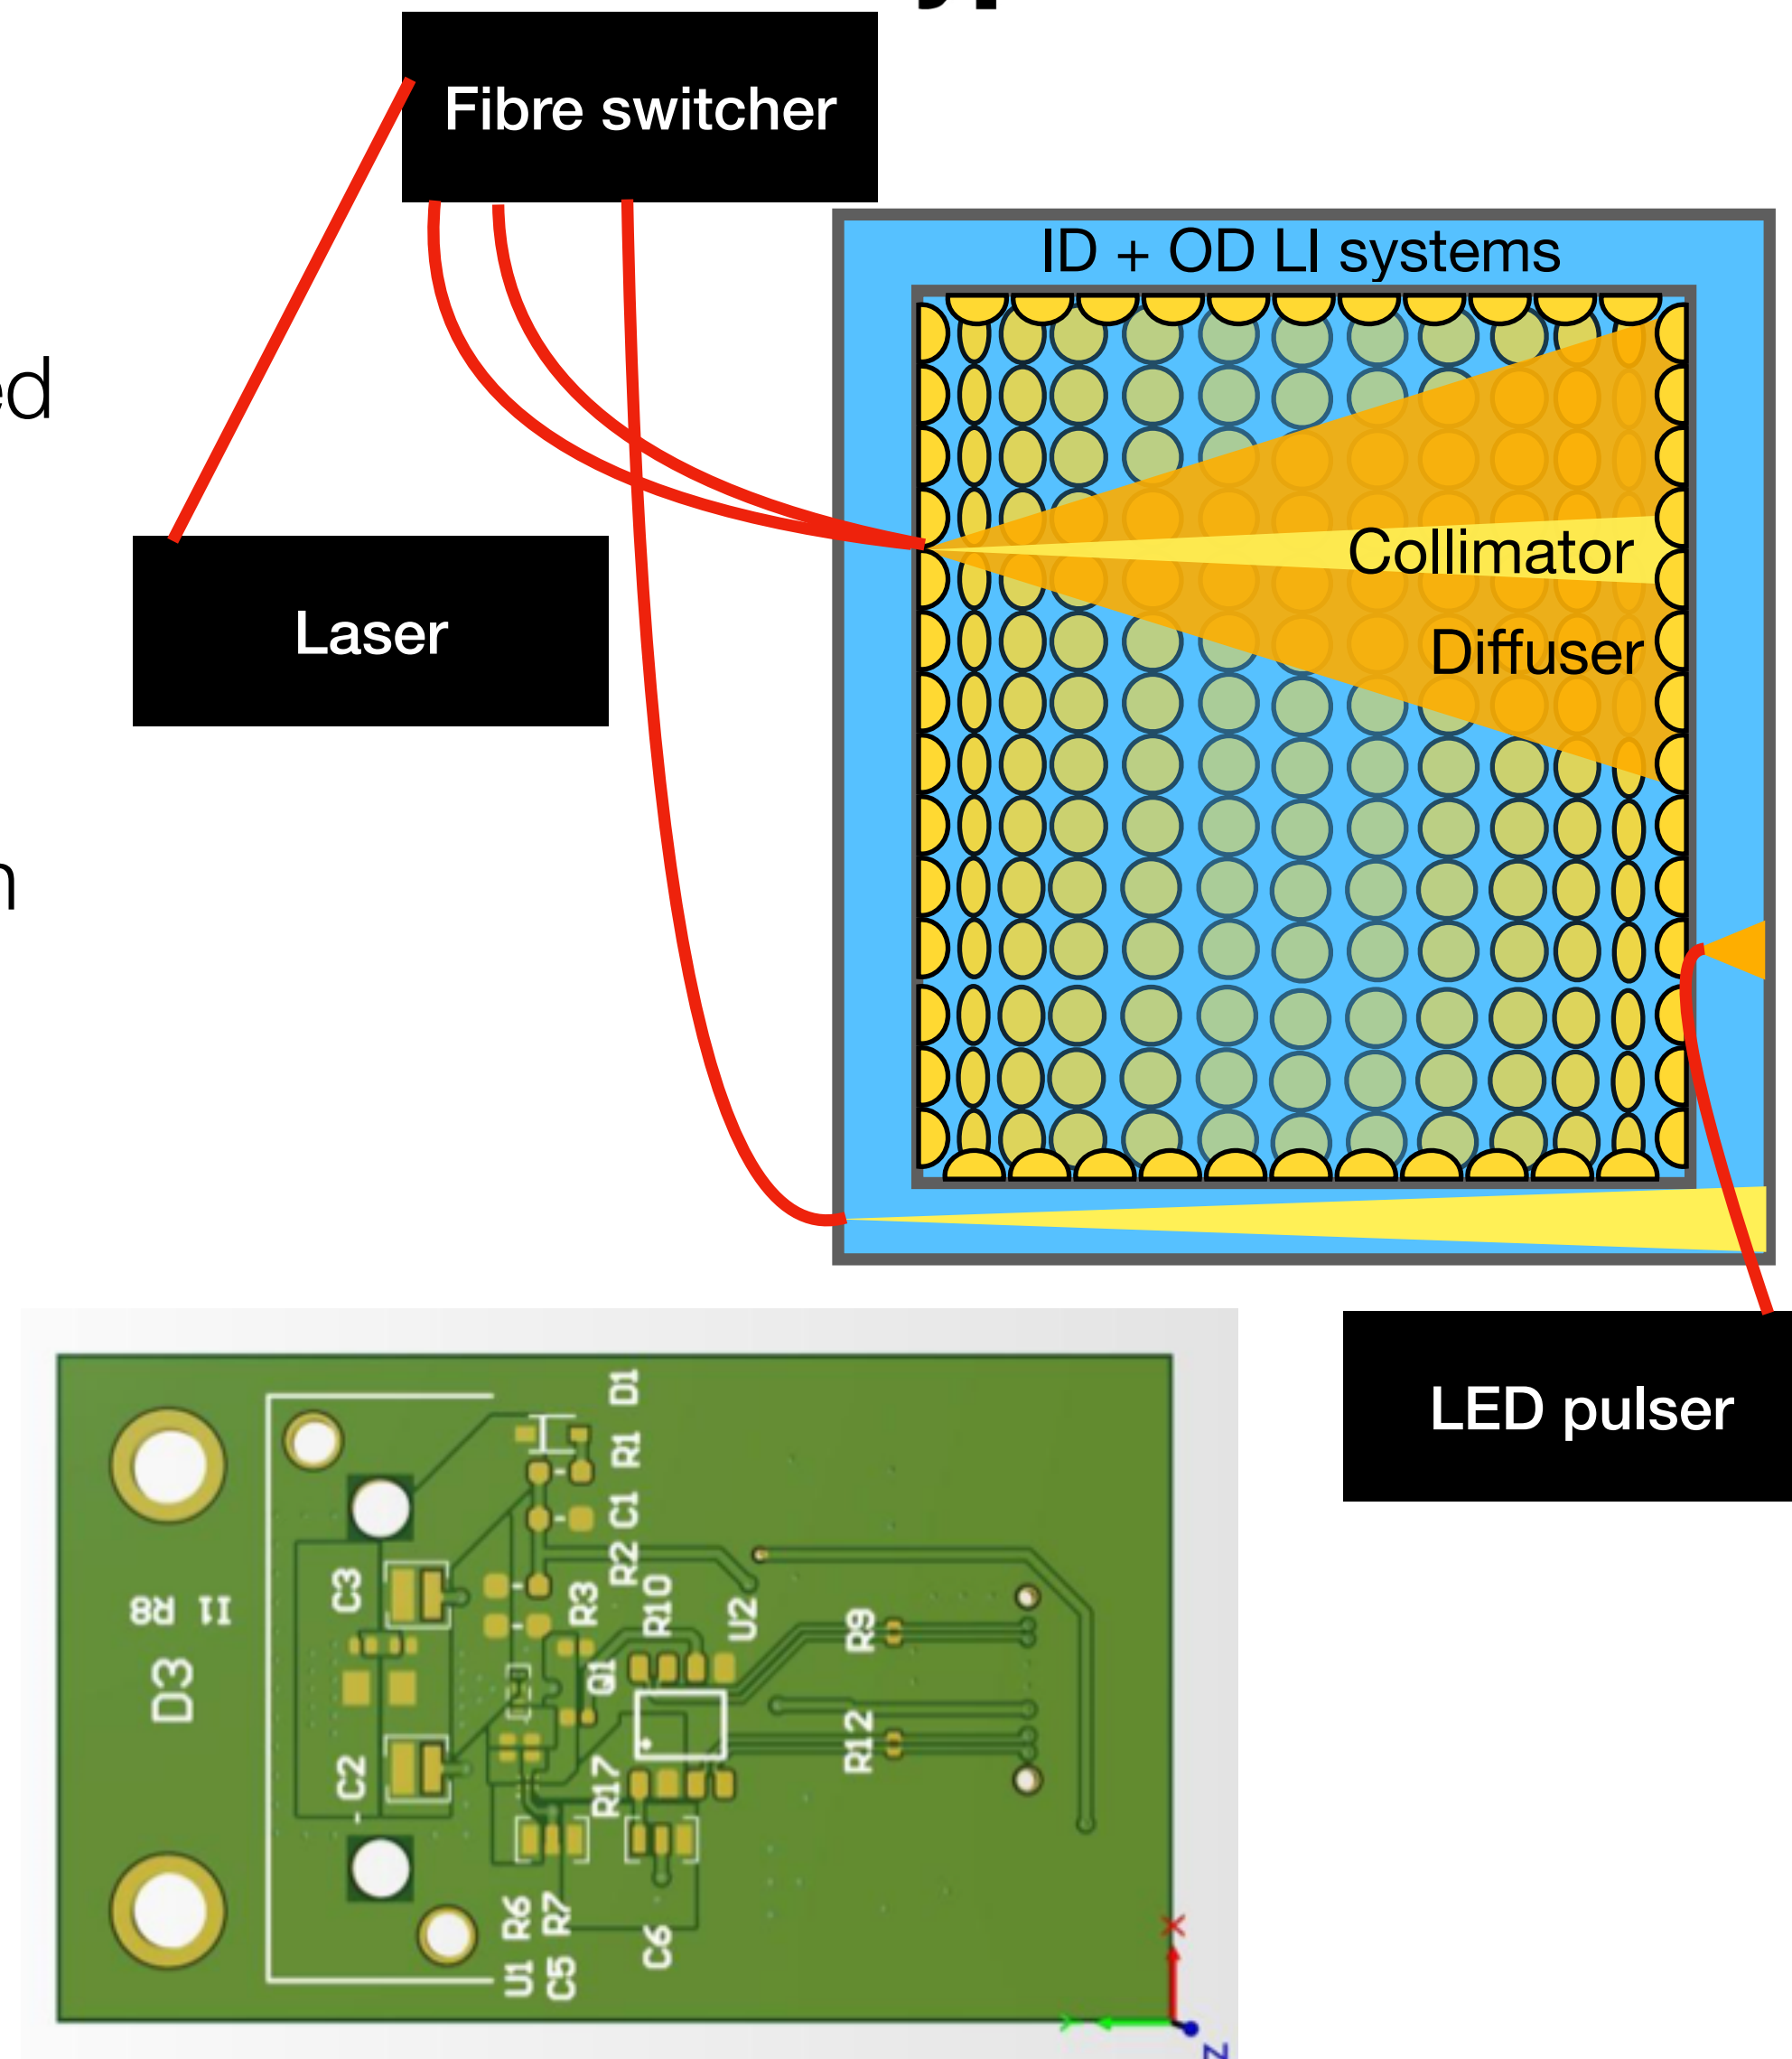 Fibre switcher
ID + OD LI systems
ed
Collimator
Laser
Diffuser
n
LED pulser
D1
R1
C1
R2
C3
R3
R10
U2
R9
R8 I1
D3
Q1
R12
C2
R17
R6
R7
C6
U1
C5
X
Y
Z